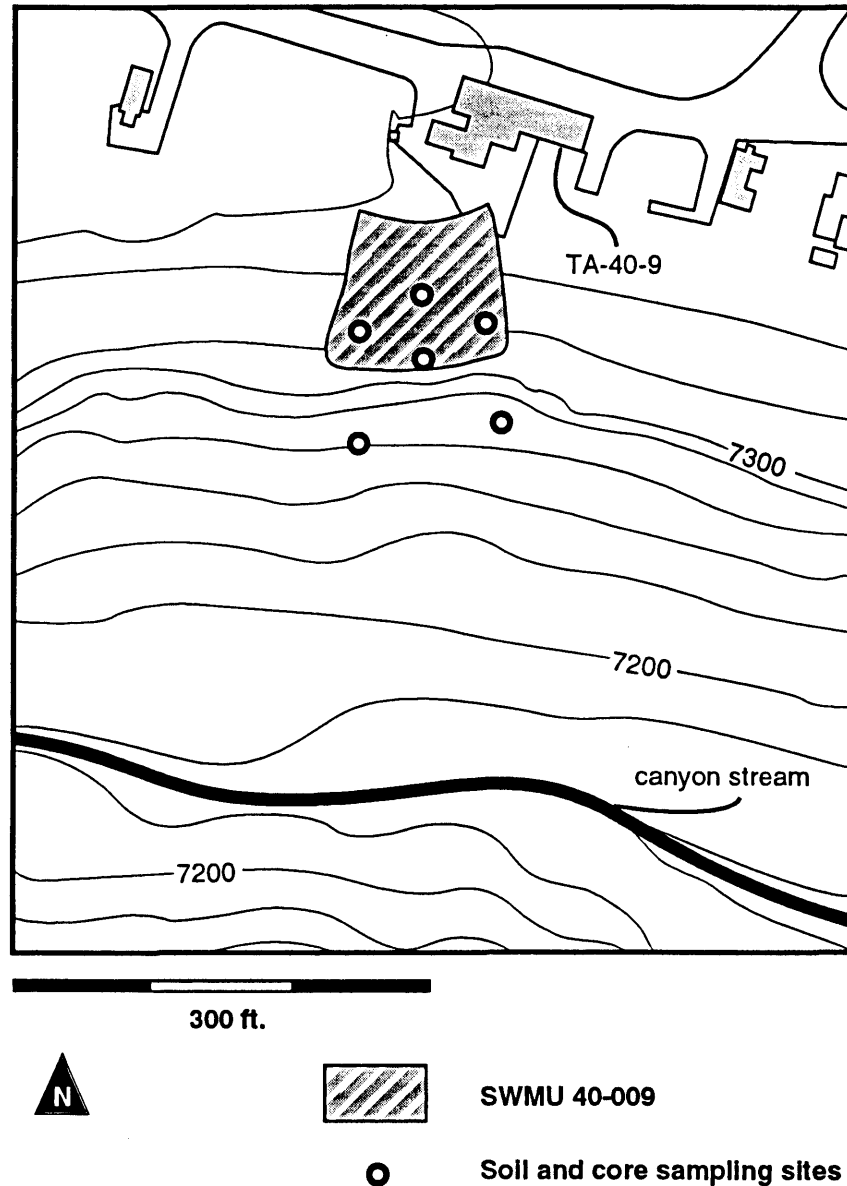 TA-40-9
7300
7200
canyon stream
7200
300 ft.
N
SWMU 40-009
Soil and core sampling sites